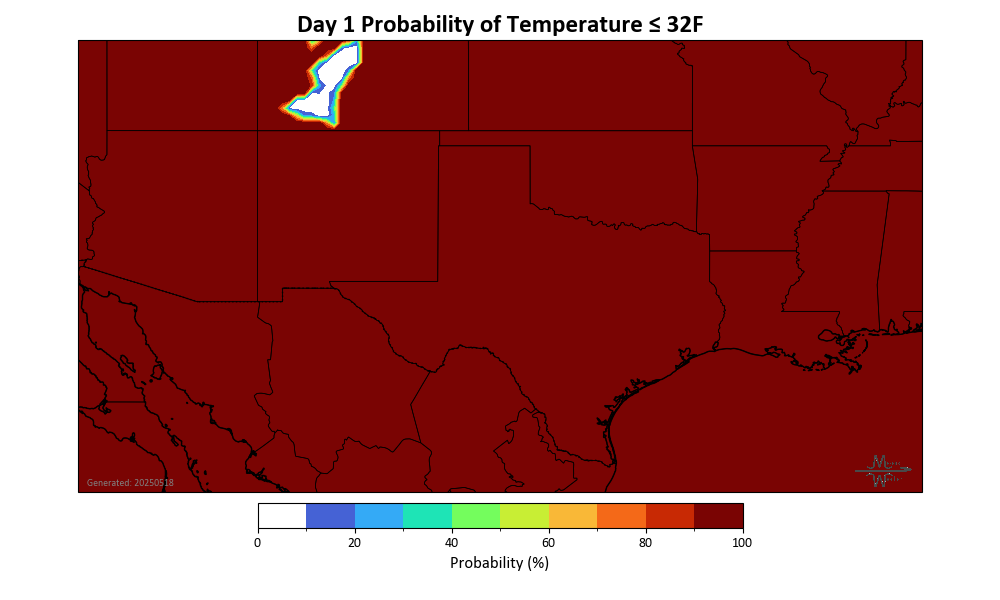 Day 1 Probability of Temperature ≤ 32F
Generated: 20250518
0 20 40 60 80 100
Probability (%)